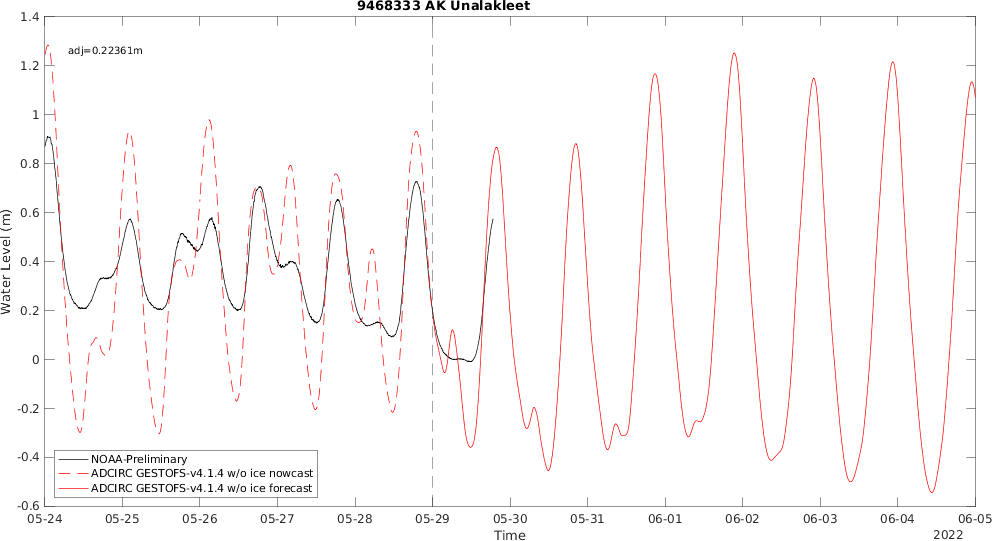 9468333 AK Unalakleet
adj=0.22361m
Water Level (m)
1.4
1.2
1
0.8
0.6
0.4
0.2
0
-0.2
-0.4
-0.6
NOAA-Preliminary
ADCIRC GESTOFS-v4.1.4 w/o ice nowcast
ADCIRC GESTOFS-v4.1.4 w/o ice forecast
05-24 05-25 05-26 05-27 05-28 05-29 05-30 05-31 06-01 06-02 06-03 06-04 06-05
Time
2022